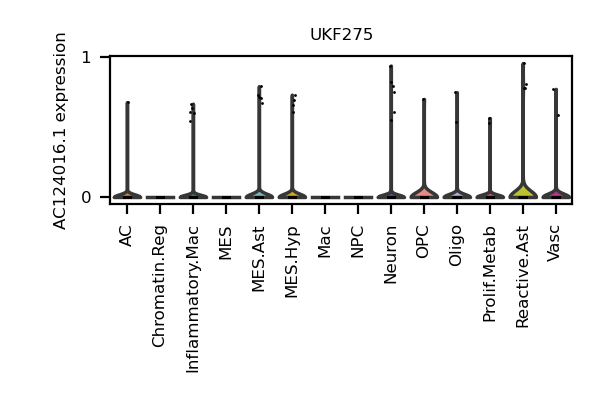 UKF275
AC124016.1 expression
1
0
AC
Chromatin.Reg
Inflammatory.Mac
MES
MES.Ast
MES.Hyp
Mac
NPC
Neuron
OPC
Oligo
Prolif.Metab
Reactive.Ast
Vasc